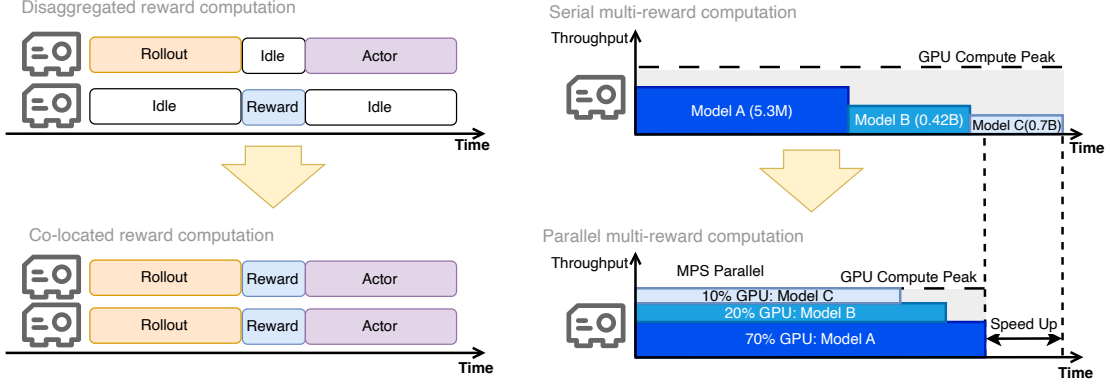 Disaggregated reward computation
Rollout
Idle
Actor
Idle
Reward
Idle
Time
Co-located reward computation
Rollout
Reward
Actor
Rollout
Reward
Actor
Time
Serial multi-reward computation
Throughput
GPU Compute Peak
Model A (5.3M)
Model B (0.42B)
Model C(0.7B)
Time
Parallel multi-reward computation
Throughput
MPS Parallel
GPU Compute Peak
10% GPU: Model C
20% GPU: Model B
70% GPU: Model A
Speed Up
Time